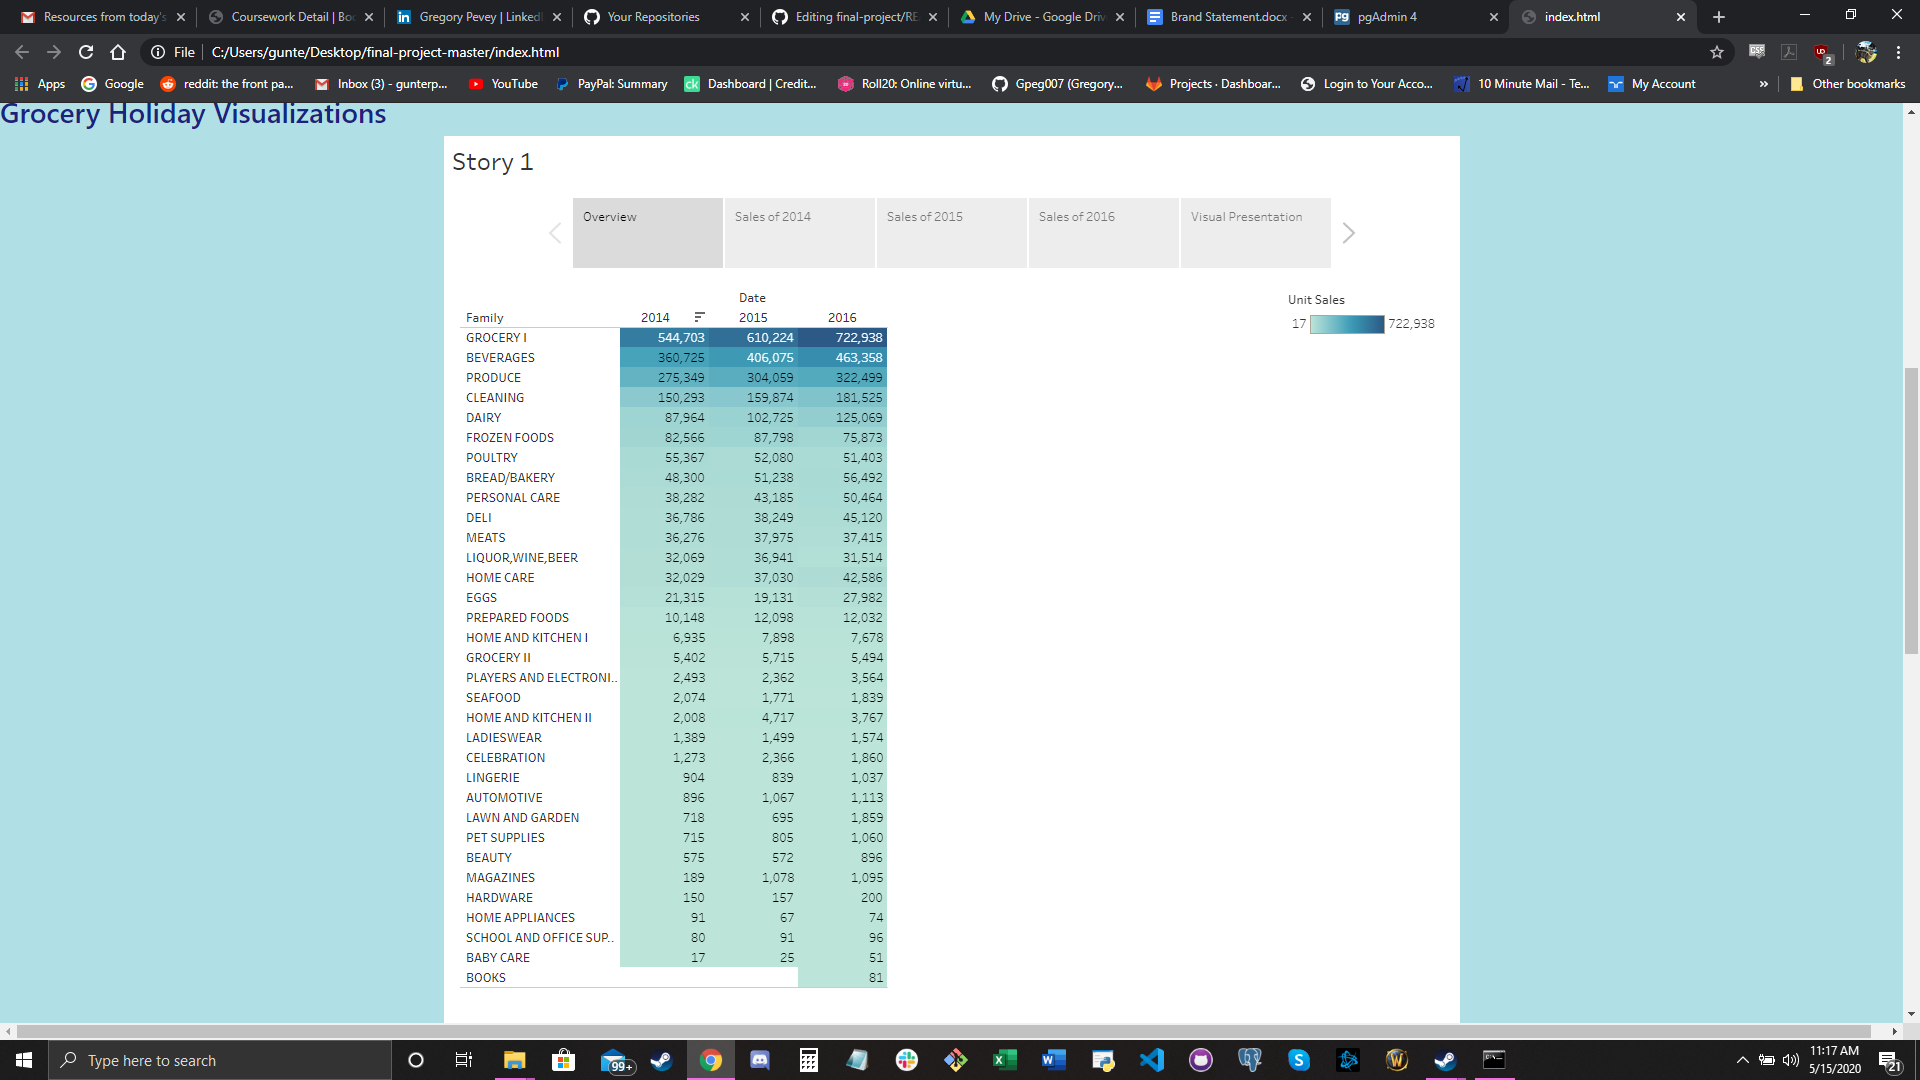 Resources from today's
Coursework Detail | Boo
Gregory Pevey | LinkedI
Your Repositories
Editing final-project/RE
My Drive - Google Driv
Brand Statement.docx -
pgAdmin 4
index.html
File C:/Users/gunte/Desktop/final-project-master/index.html
Apps Google reddit: the front pa... Inbox (3) - gunterp... YouTube PayPal: Summary Dashboard | Credit... Roll20: Online virtu... Gpeg007 (Gregory... Projects · Dashboar... Login to Your Acco... 10 Minute Mail - Te... My Account » Other bookmarks
Grocery Holiday Visualizations
Story 1
Overview Sales of 2014 Sales of 2015 Sales of 2016 Visual Presentation
Date
Family 2014 2015 2016
Unit Sales
17 722,938
GROCERY I 544,703 610,224 722,938
BEVERAGES 360,725 406,075 463,358
PRODUCE 275,349 304,059 322,499
CLEANING 150,293 159,874 181,525
DAIRY 87,964 102,725 125,069
FROZEN FOODS 82,566 87,798 75,873
POULTRY 55,367 52,080 51,403
BREAD/BAKERY 48,300 51,238 56,492
PERSONAL CARE 38,282 43,185 50,464
DELI 36,786 38,249 45,120
MEATS 36,276 37,975 37,415
LIQUOR,WINE,BEER 32,069 36,941 31,514
HOME CARE 32,029 37,030 42,586
EGGS 21,315 19,131 27,982
PREPARED FOODS 10,148 12,098 12,032
HOME AND KITCHEN I 6,935 7,898 7,678
GROCERY II 5,402 5,715 5,494
PLAYERS AND ELECTRONI.. 2,493 2,362 3,564
SEAFOOD 2,074 1,771 1,839
HOME AND KITCHEN II 2,008 4,717 3,767
LADIESWEAR 1,389 1,499 1,574
CELEBRATION 1,273 2,366 1,860
LINGERIE 904 839 1,037
AUTOMOTIVE 896 1,067 1,113
LAWN AND GARDEN 718 695 1,859
PET SUPPLIES 715 805 1,060
BEAUTY 575 572 896
MAGAZINES 189 1,078 1,095
HARDWARE 150 157 200
HOME APPLIANCES 91 67 74
SCHOOL AND OFFICE SUP.. 80 91 96
BABY CARE 17 25 51
BOOKS 81
Type here to search
99+
11:17 AM
5/15/2020
21